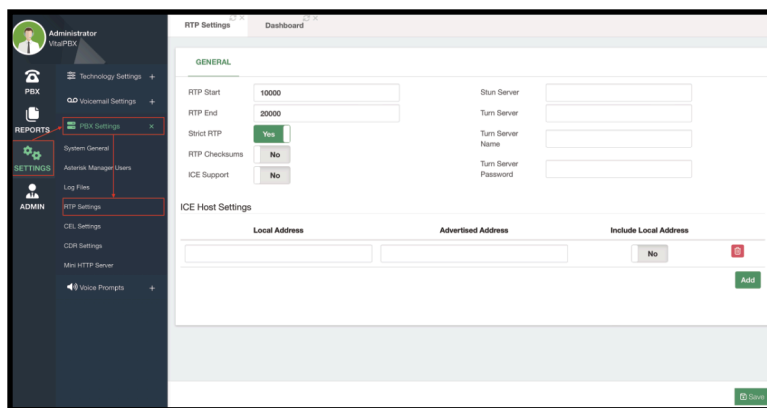 Administrator
VitalPBX
PBX
REPORTS
SETTINGS
ADMIN
Technology Settings +
Voicemail Settings +
PBX Settings ×
System General
Asterisk Manager Users
Log Files
RTP Settings
CEL Settings
CDR Settings
Mini HTTP Server
Voice Prompts +
RTP Settings
Dashboard
GENERAL
RTP Start 10000
RTP End 20000
Strict RTP Yes
RTP Checksums No
ICE Support No
Stun Server
Turn Server
Turn Server
Name
Turn Server
Password
ICE Host Settings
Local Address Advertised Address Include Local Address
No
Add
Save